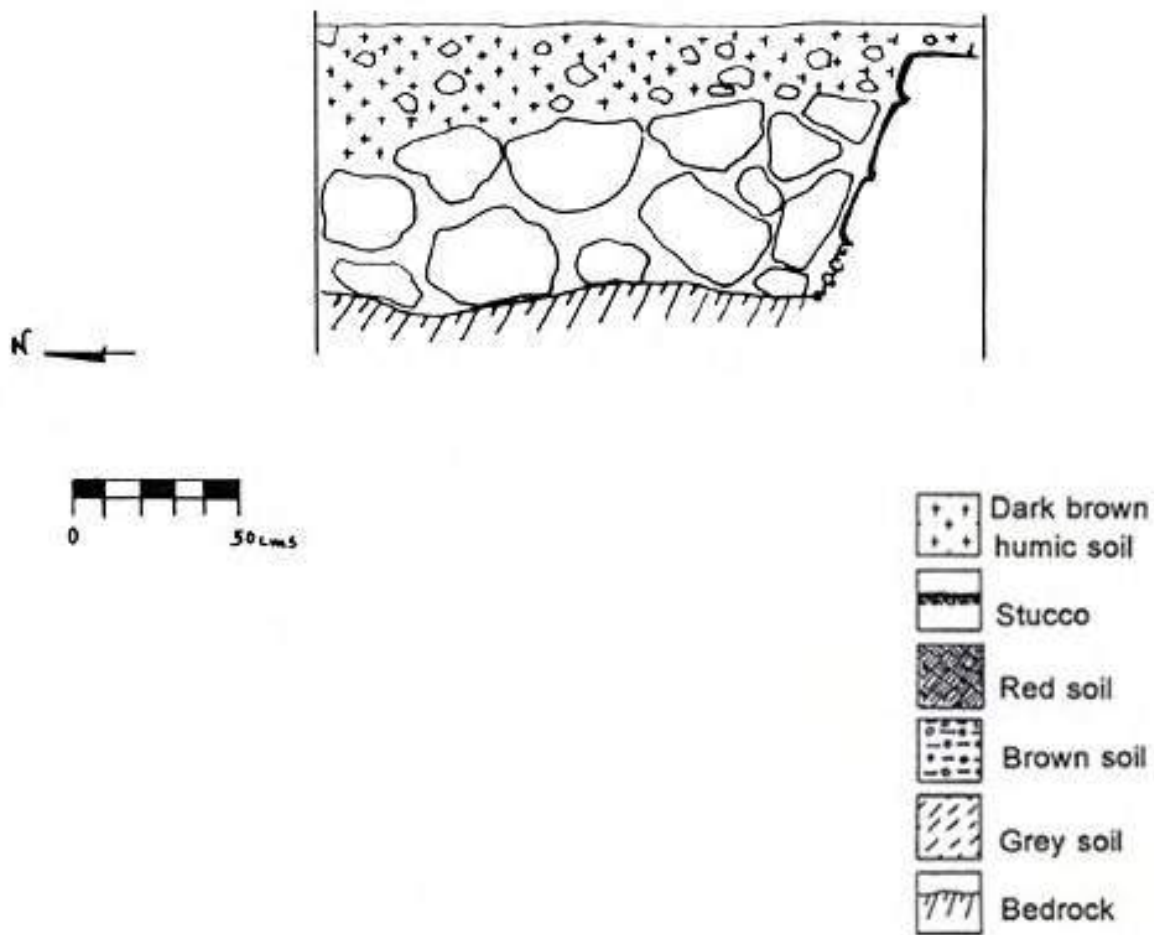 N
0 50cms
Dark brown
humic soil
Stucco
Red soil
Brown soil
Grey soil
Bedrock